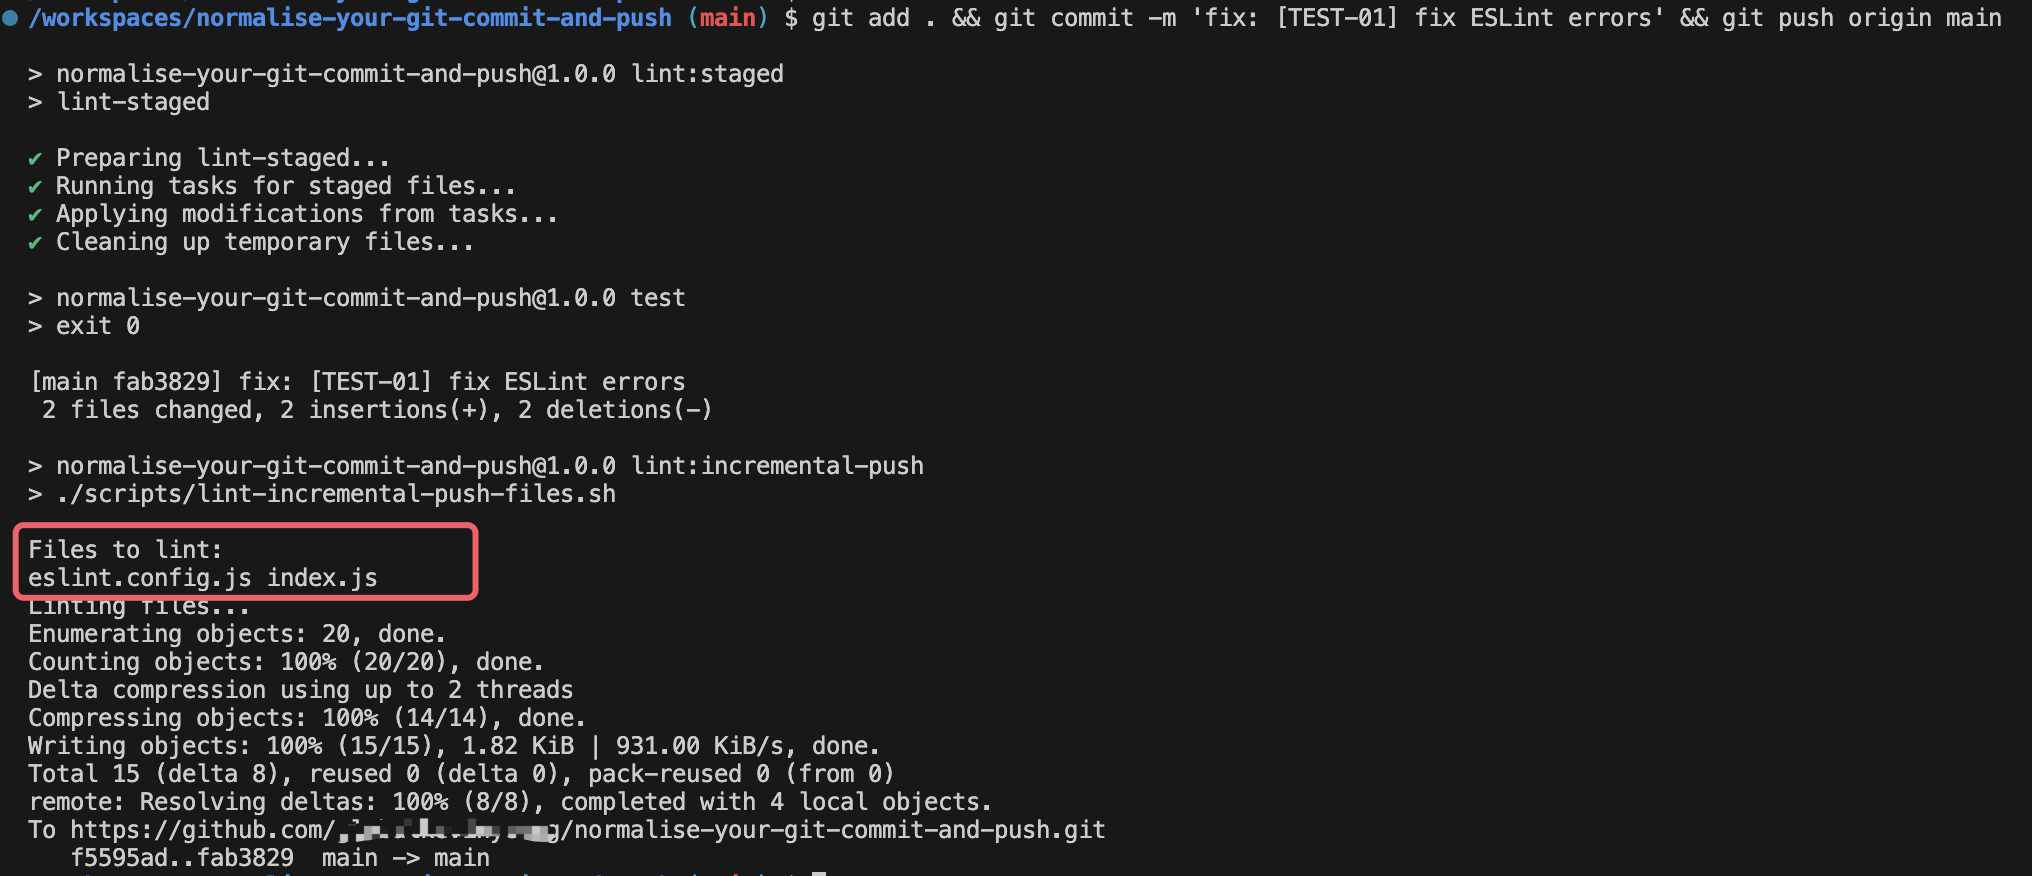 /workspaces/normalise-your-git-commit-and-push (main) $ git add . && git commit -m 'fix: [TEST-01] fix ESLint errors' && git push origin main
> normalise-your-git-commit-and-push@1.0.0 lint:staged
> lint-staged
✔ Preparing lint-staged...
✔ Running tasks for staged files...
✔ Applying modifications from tasks...
✔ Cleaning up temporary files...
> normalise-your-git-commit-and-push@1.0.0 test
> exit 0
[main fab3829] fix: [TEST-01] fix ESLint errors
2 files changed, 2 insertions(+), 2 deletions(-)
> normalise-your-git-commit-and-push@1.0.0 lint:incremental-push
> ./scripts/lint-incremental-push-files.sh
Files to lint:
eslint.config.js index.js
Linting files...
Enumerating objects: 20, done.
Counting objects: 100% (20/20), done.
Delta compression using up to 2 threads
Compressing objects: 100% (14/14), done.
Writing objects: 100% (15/15), 1.82 KiB | 931.00 KiB/s, done.
Total 15 (delta 8), reused 0 (delta 0), pack-reused 0 (from 0)
remote: Resolving deltas: 100% (8/8), completed with 4 local objects.
To https://github.com/ /normalise-your-git-commit-and-push.git
f5595ad..fab3829 main -> main